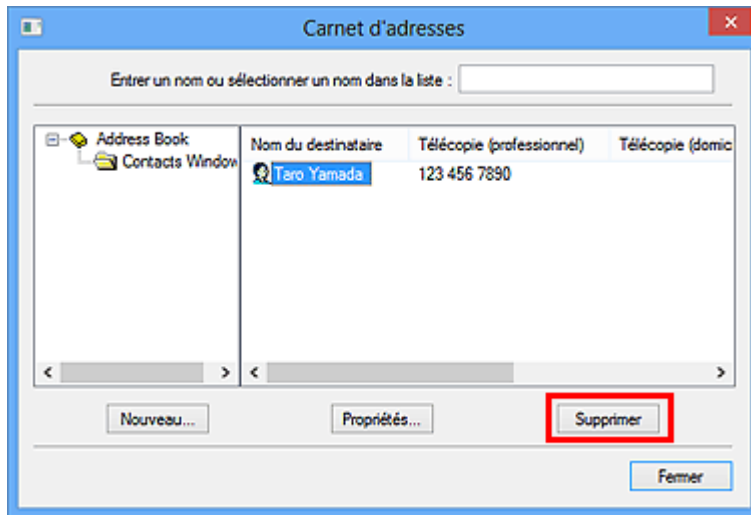 Carnet d'adresses
Entrer un nom ou sélectionner un nom dans la liste :
Address Book
Contacts Window
Nom du destinataire Télécopie (professionnel) Télécopie (domic
Taro Yamada 123 456 7890
Nouveau... Propriétés... Supprimer
Fermer